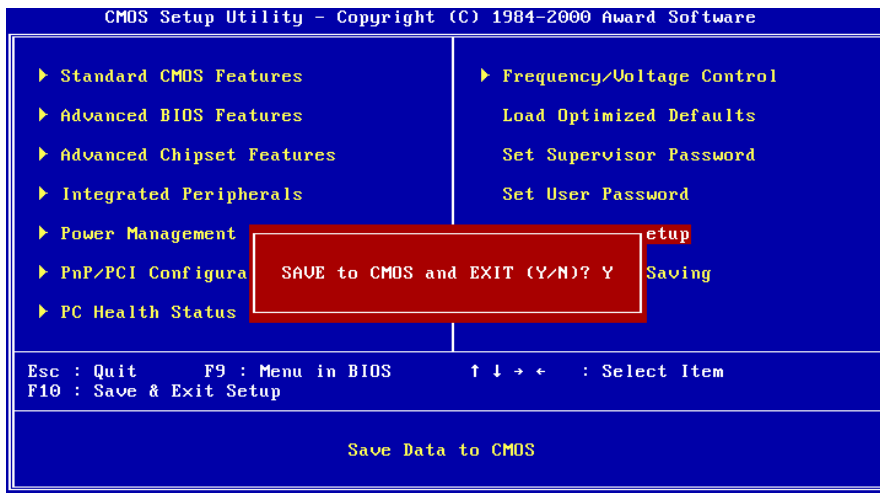 CMOS Setup Utility - Copyright (C) 1984-2000 Award Software
Standard CMOS Features
Advanced BIOS Features
Advanced Chipset Features
Integrated Peripherals
Power Management
PnP/PCI Configura
PC Health Status
Frequency/Voltage Control
Load Optimized Defaults
Set Supervisor Password
Set User Password
etup
Saving
SAVE to CMOS and EXIT (Y/N)? Y
Esc : Quit F9 : Menu in BIOS ↑ ↓ → ← : Select Item
F10 : Save & Exit Setup
Save Data to CMOS